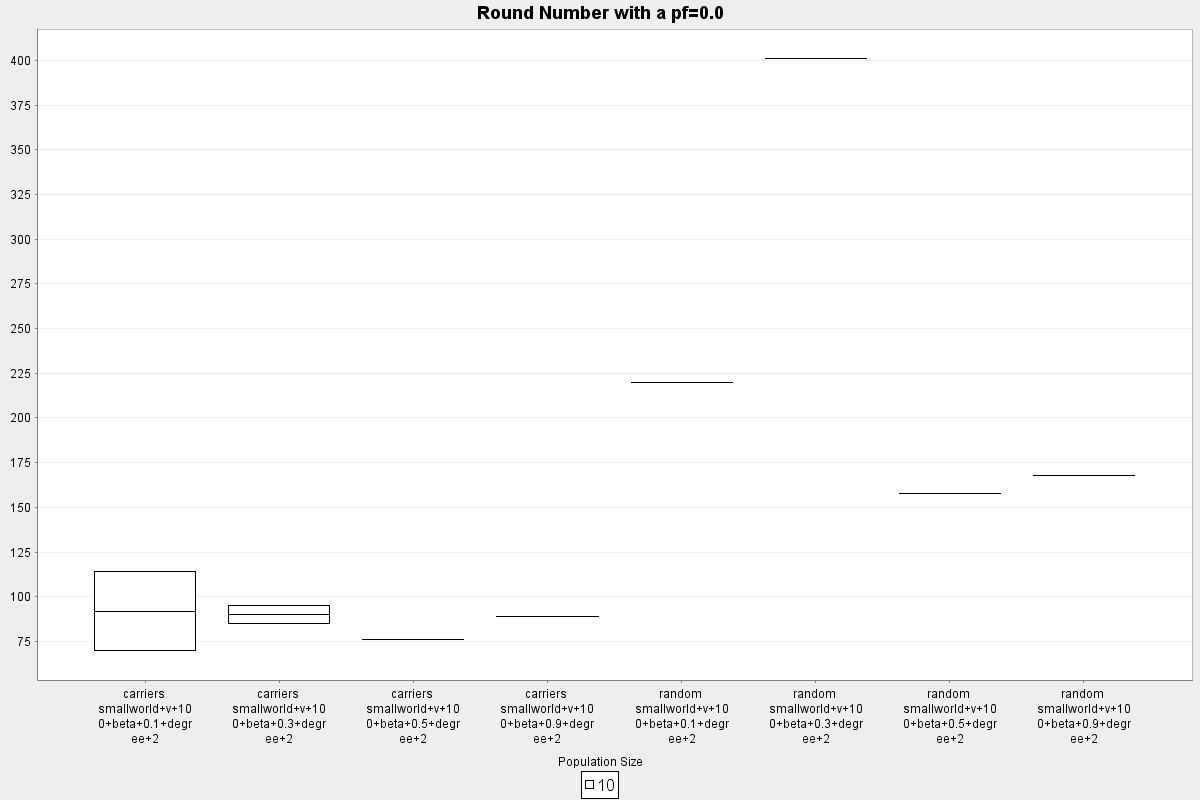 Round Number with a pf=0.0
400
375
350
325
300
275
250
225
200
175
150
125
100
75
carriers
smallworld+v+10
0+beta+0.1+degr
ee+2
carriers
smallworld+v+10
0+beta+0.3+degr
ee+2
carriers
smallworld+v+10
0+beta+0.5+degr
ee+2
carriers
smallworld+v+10
0+beta+0.9+degr
ee+2
random
smallworld+v+10
0+beta+0.1+degr
ee+2
random
smallworld+v+10
0+beta+0.3+degr
ee+2
random
smallworld+v+10
0+beta+0.5+degr
ee+2
random
smallworld+v+10
0+beta+0.9+degr
ee+2
Population Size
10